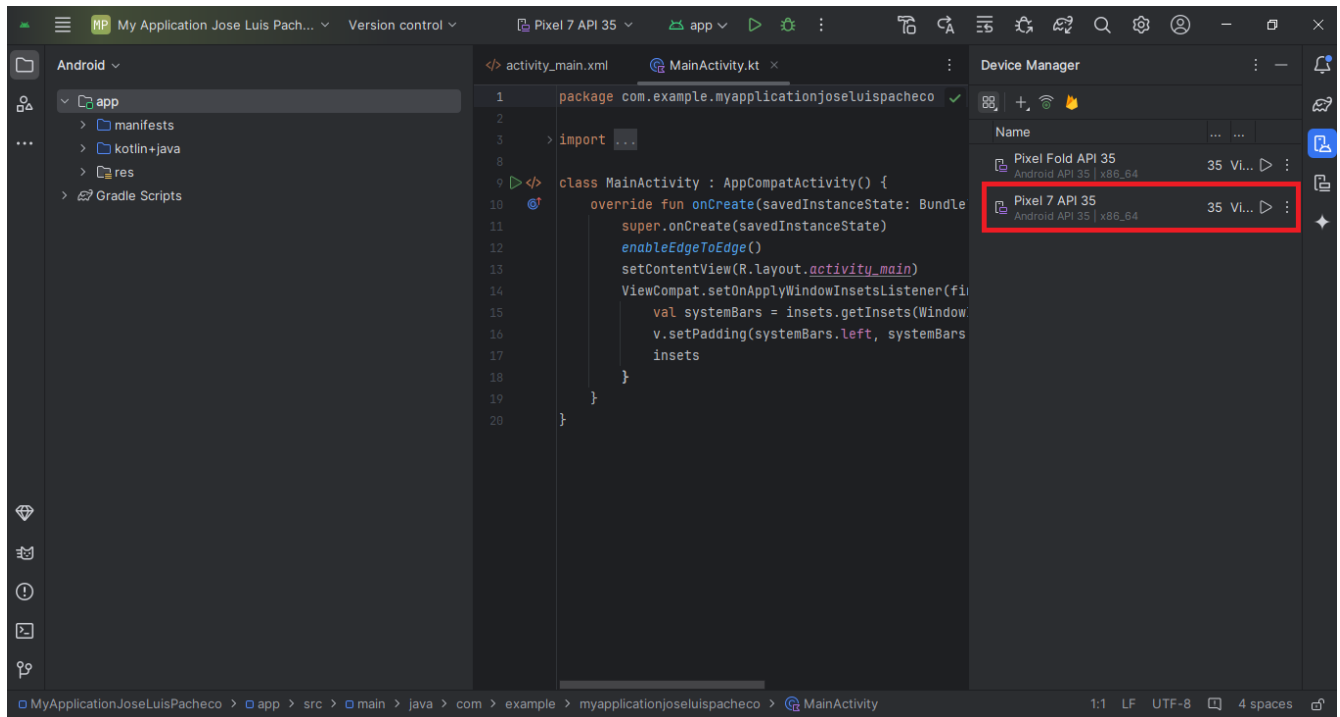 MP My Application Jose Luis Pach... Version control Pixel 7 API 35 app
Android
app
manifests
kotlin+java
res
Gradle Scripts
activity_main.xml MainActivity.kt
1 package com.example.myapplicationjoseluispacheco
2
3 import ...
8
9 class MainActivity : AppCompatActivity() {
10 override fun onCreate(savedInstanceState: Bundle
11 super.onCreate(savedInstanceState)
12 enableEdgeToEdge()
13 setContentView(R.layout.activity_main)
14 ViewCompat.setOnApplyWindowInsetsListener(fi
15 val systemBars = insets.getInsets(Window
16 v.setPadding(systemBars.left, systemBars
17 insets
18 }
19 }
20 }
Device Manager
Name ... ...
Pixel Fold API 35 35 Vi...
Android API 35 | x86_64
Pixel 7 API 35 35 Vi...
Android API 35 | x86_64
MyApplicationJoseLuisPacheco > app > src > main > java > com > example > myapplicationjoseluispacheco > MainActivity 1:1 LF UTF-8 4 spaces